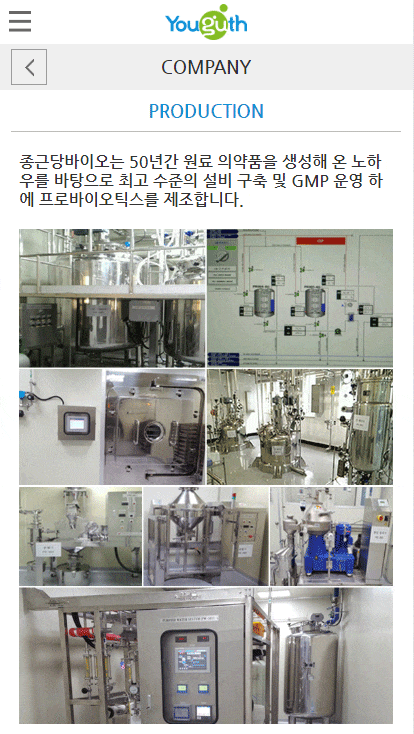 Youguth
COMPANY
PRODUCTION
종근당바이오는 50년간 원료 의약품을 생성해 온 노하
우를 바탕으로 최고 수준의 설비 구축 및 GMP 운영 하
에 프로바이오틱스를 제조합니다.